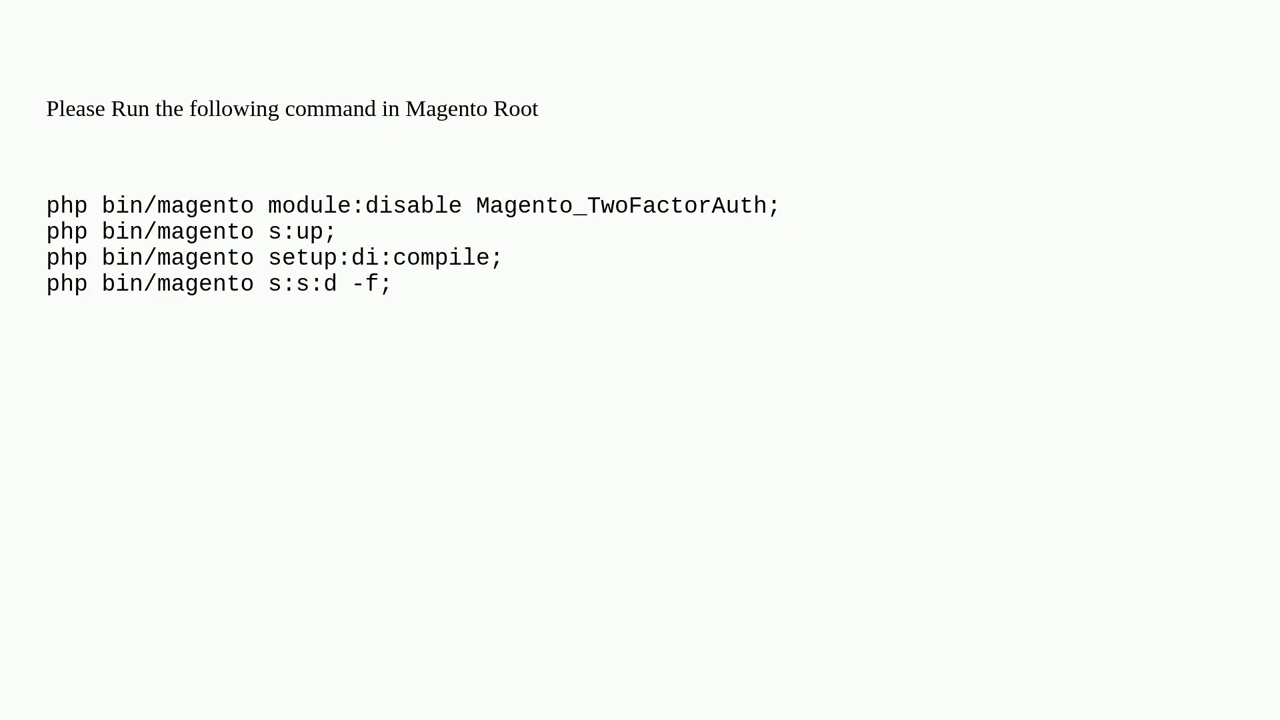 Please Run the following command in Magento Root
php bin/magento module:disable Magento_TwoFactorAuth;
php bin/magento s:up;
php bin/magento setup:di:compile;
php bin/magento s:s:d -f;